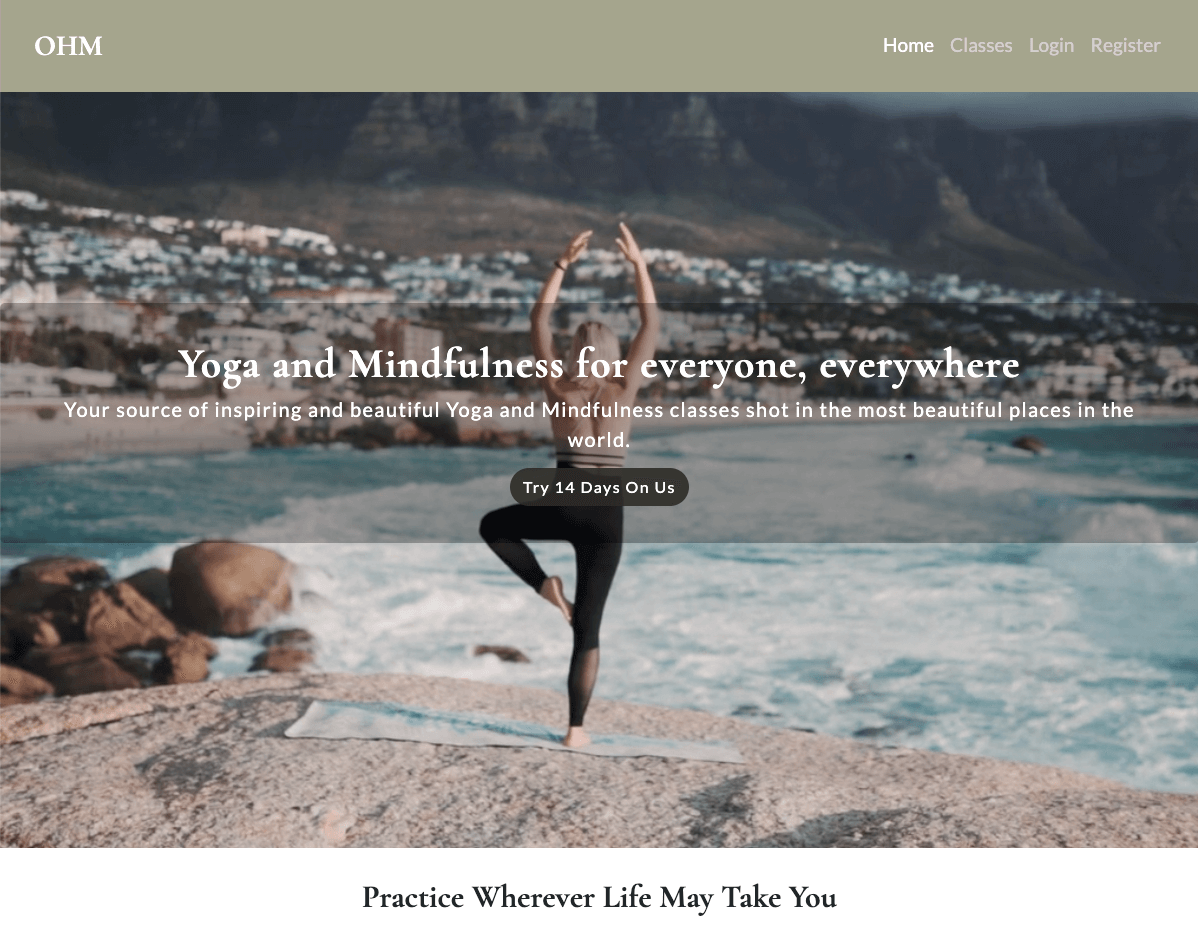 OHM
Home Classes Login Register
Yoga and Mindfulness for everyone, everywhere
Your source of inspiring and beautiful Yoga and Mindfulness classes shot in the most beautiful places in the
world.
Try 14 Days On Us
Practice Wherever Life May Take You